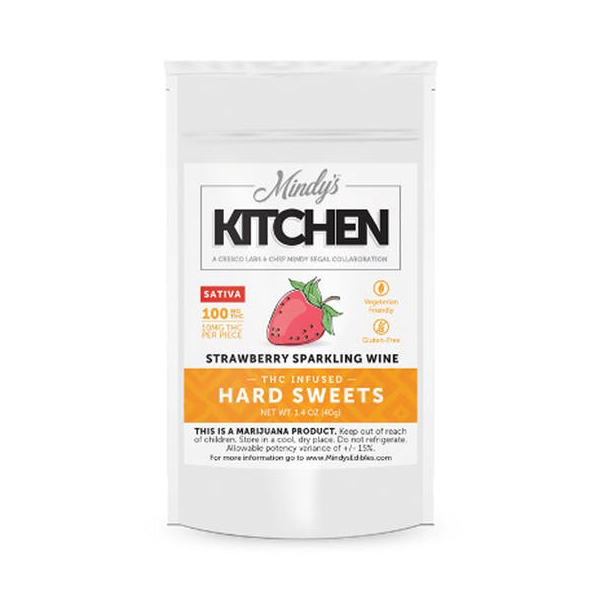 Mindy's
KITCHEN
A CRESCO LABS & CHEF MINDY SEGAL COLLABORATION
SATIVA
100 MG THC
10MG THC
PER PIECE
Vegetarian
Friendly
Gluten-Free
STRAWBERRY SPARKLING WINE
— THC INFUSED —
HARD SWEETS
NET WT. 1.4 OZ (40g)
THIS IS A MARIJUANA PRODUCT. Keep out of reach
of children. Store in a cool, dry place. Do not refrigerate.
Allowable potency variance of +/- 15%.
For more information go to www.MindysEdibles.com